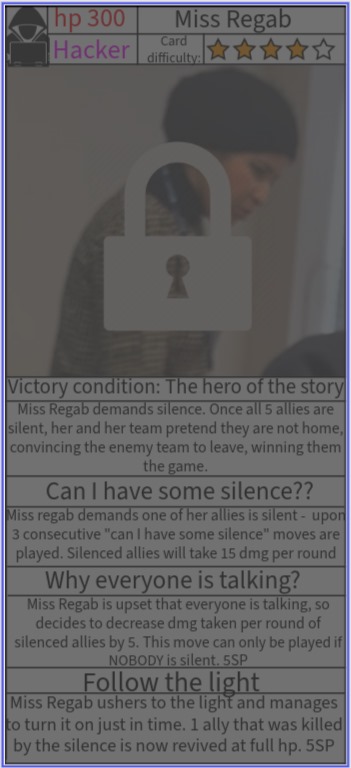 hp 300
Miss Regab
Hacker
Card
difficulty:
Victory condition: The hero of the story
Miss Regab demands silence. Once all 5 allies are
silent, her and her team pretend they are not home,
convincing the enemy team to leave, winning them
the game.
Can I have some silence??
Miss regab demands one of her allies is silent - upon
3 consecutive "can I have some silence" moves are
played. Silenced allies will take 15 dmg per round
Why everyone is talking?
Miss Regab is upset that everyone is talking, so
decides to decrease dmg taken per round of
silenced allies by 5. This move can only be played if
NOBODY is silent. 5SP
Follow the light
Miss Regab ushers to the light and manages
to turn it on just in time. 1 ally that was killed
by the silence is now revived at full hp. 5SP